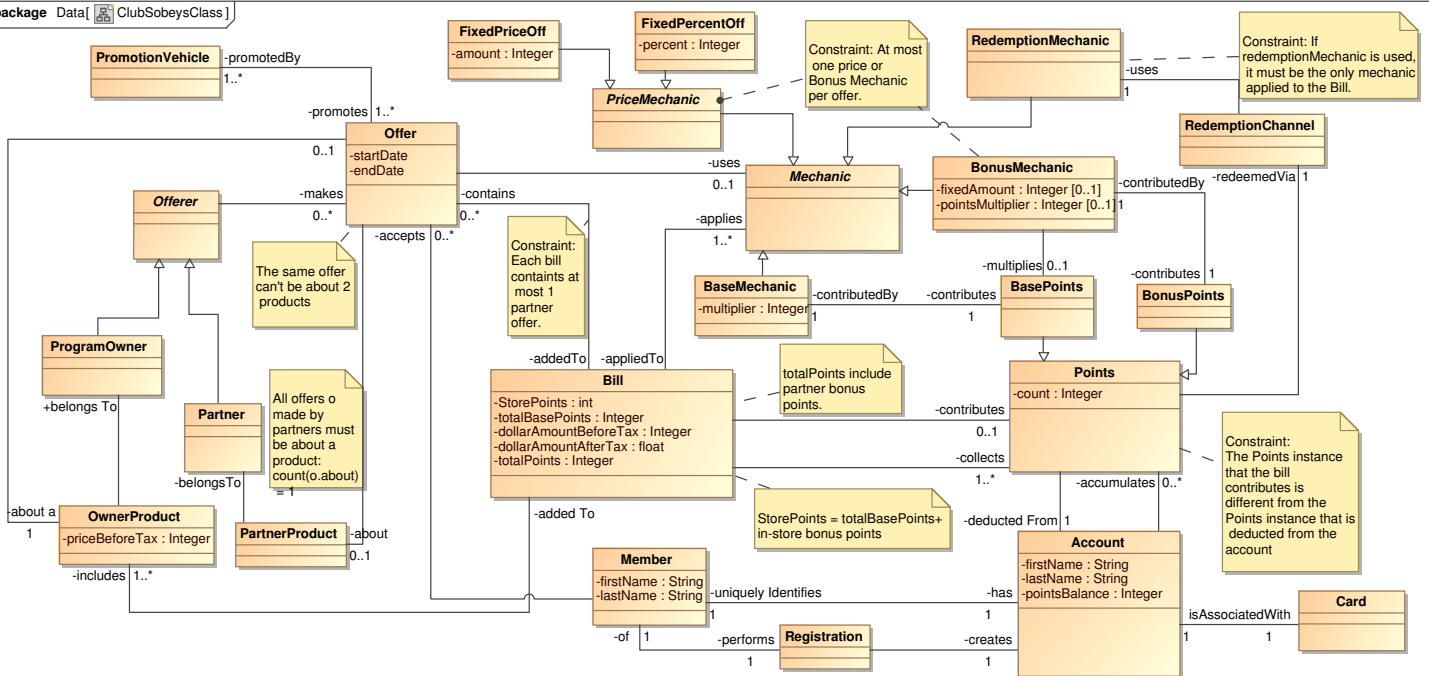 package Data[ ClubSobeysClass]
PromotionVehicle
-promotedBy
1..*
-promotes 1..*
FixedPriceOff
-amount : Integer
FixedPercentOff
-percent : Integer
PriceMechanic
Constraint: At most
one price or
Bonus Mechanic
per offer.
RedemptionMechanic
-uses
1
Constraint: If
redemptionMechanic is used,
it must be the only mechanic
applied to the Bill.
RedemptionChannel
-redeemedVia 1
Offer
-startDate
-endDate
0..1
-uses
0..1
Mechanic
BonusMechanic
-fixedAmount : Integer [0..1]
-pointsMultiplier : Integer [0..1]
-contributedBy
1
Offerer
-makes
0..*
-contains
0..*
-accepts 0..*
-applies
1..*
The same offer
can't be about 2
products
Constraint:
Each bill
containts at
most 1
partner
offer.
-multiplies 0..1
-contributes 1
BaseMechanic
-multiplier : Integer
-contributedBy
1
-contributes
1
BasePoints
BonusPoints
ProgramOwner
+belongs To
Partner
-belongsTo
All offers o
made by
partners must
be about a
product:
count(o.about)
= 1
-addedTo
-appliedTo
Bill
-StorePoints : int
-totalBasePoints : Integer
-dollarAmountBeforeTax : Integer
-dollarAmountAfterTax : float
-totalPoints : Integer
totalPoints include
partner bonus
points.
Points
-count : Integer
-contributes
0..1
-collects
1..*
Constraint:
The Points instance
that the bill
contributes is
different from the
Points instance that is
deducted from the
account
-accumulates 0..*
-deducted From 1
StorePoints = totalBasePoints+
in-store bonus points
-about a
1
OwnerProduct
-priceBeforeTax : Integer
-includes 1..*
PartnerProduct
-about
0..1
-added To
Member
-firstName : String
-lastName : String
-uniquely Identifies
1
-has
1
Account
-firstName : String
-lastName : String
-pointsBalance : Integer
isAssociatedWith
1
1
Card
-of 1
-performs
1
Registration
-creates
1